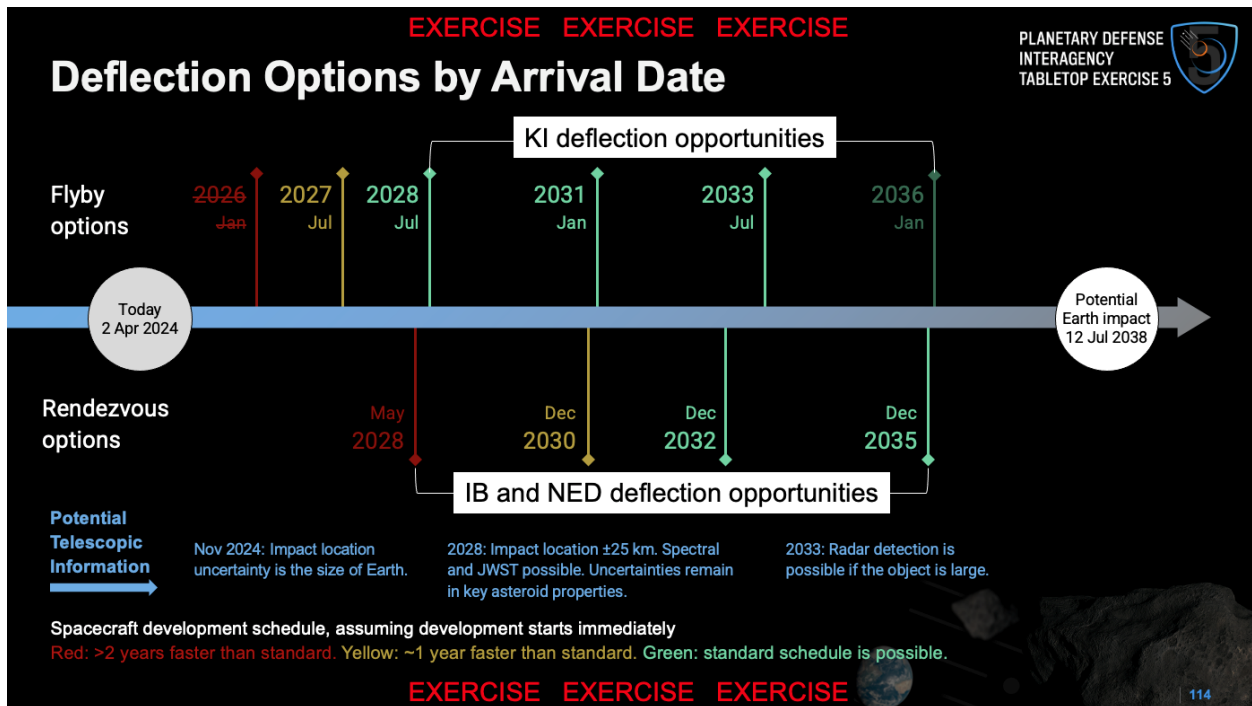 EXERCISE EXERCISE EXERCISE
PLANETARY DEFENSE
INTERAGENCY
TABLETOP EXERCISE 5
5
Deflection Options by Arrival Date
KI deflection opportunities
Flyby
options
2026
Jan
2027
Jul
2028
Jul
2031
Jan
2033
Jul
2036
Jan
Today
2 Apr 2024
Potential
Earth impact
12 Jul 2038
Rendezvous
options
May
2028
Dec
2030
Dec
2032
Dec
2035
IB and NED deflection opportunities
Potential
Telescopic
Information
Nov 2024: Impact location
uncertainty is the size of Earth.
2028: Impact location ±25 km. Spectral
and JWST possible. Uncertainties remain
in key asteroid properties.
2033: Radar detection is
possible if the object is large.
Spacecraft development schedule, assuming development starts immediately
Red: >2 years faster than standard. Yellow: ~1 year faster than standard. Green: standard schedule is possible.
EXERCISE EXERCISE EXERCISE
114